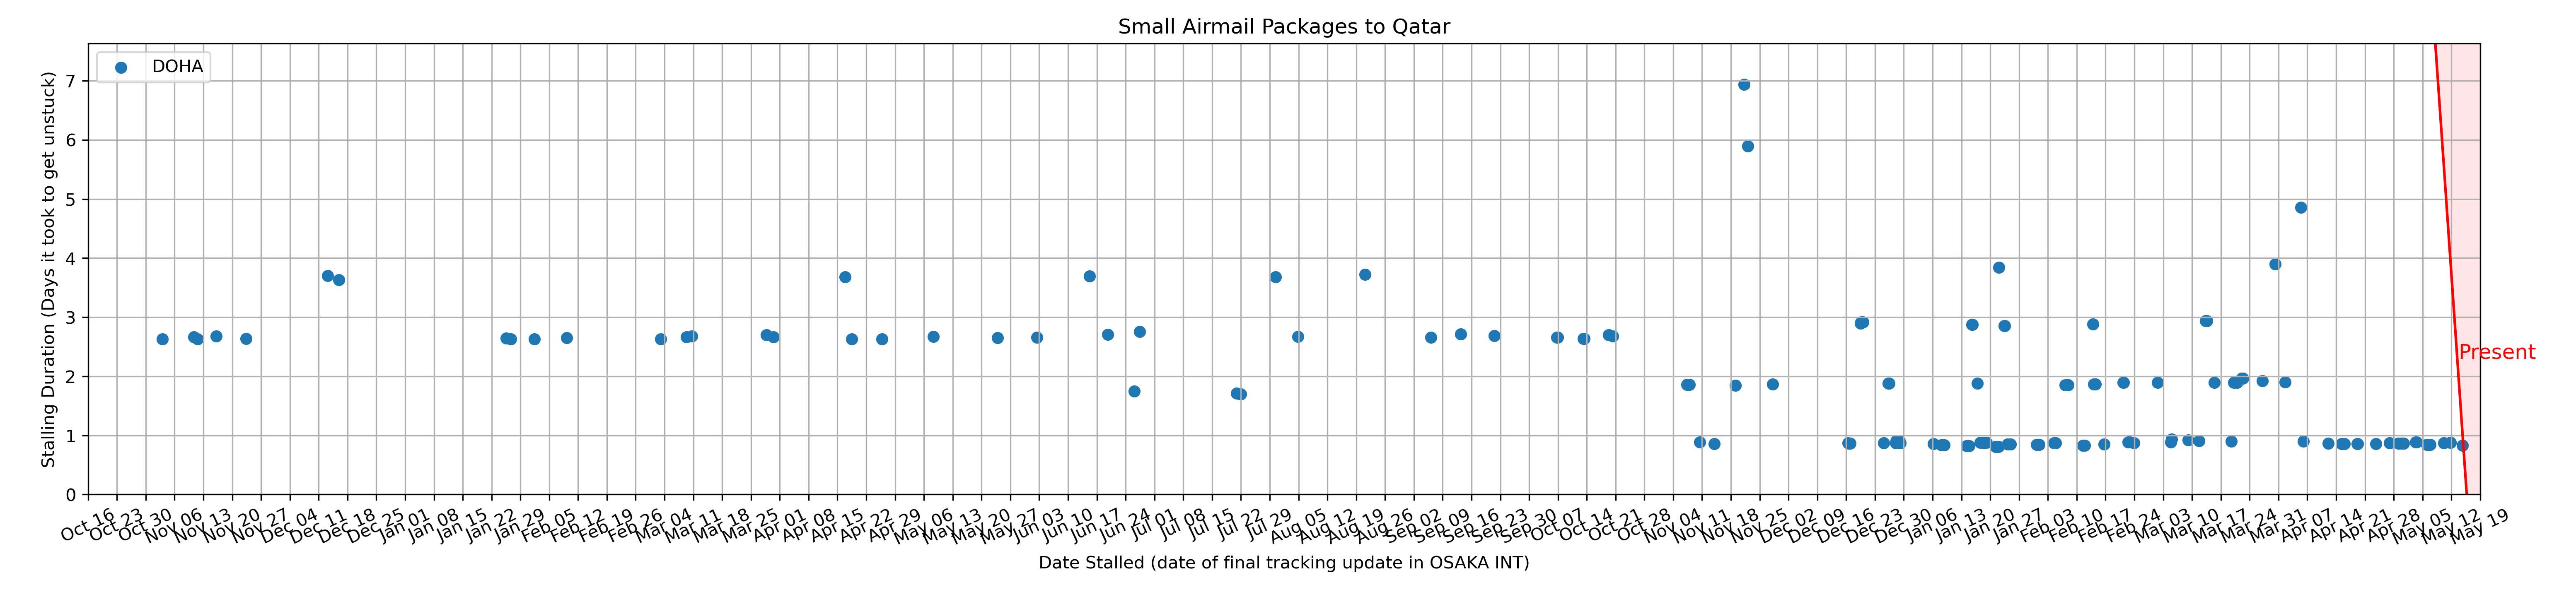 Small Airmail Packages to Qatar
DOHA
Stalling Duration (Days it took to get unstuck)
7
6
5
4
3
2
1
0
Present
Oct 16 Oct 23 Oct 30 Nov 06 Nov 13 Nov 20 Nov 27 Dec 04 Dec 11 Dec 18 Dec 25 Jan 01 Jan 08 Jan 15 Jan 22 Jan 29 Feb 05 Feb 12 Feb 19 Feb 26 Mar 04 Mar 11 Mar 18 Mar 25 Apr 01 Apr 08 Apr 15 Apr 22 Apr 29 May 06 May 13 May 20 May 27 Jun 03 Jun 10 Jun 17 Jun 24 Jul 01 Jul 08 Jul 15 Jul 22 Jul 29 Aug 05 Aug 12 Aug 19 Aug 26 Sep 02 Sep 09 Sep 16 Sep 23 Sep 30 Oct 07 Oct 14 Oct 21 Oct 28 Nov 04 Nov 11 Nov 18 Nov 25 Dec 02 Dec 09 Dec 16 Dec 23 Dec 30 Jan 06 Jan 13 Jan 20 Jan 27 Feb 03 Feb 10 Feb 17 Feb 24 Mar 03 Mar 10 Mar 17 Mar 24 Mar 31 Apr 07 Apr 14 Apr 21 Apr 28 May 05 May 12 May 19
Date Stalled (date of final tracking update in OSAKA INT)